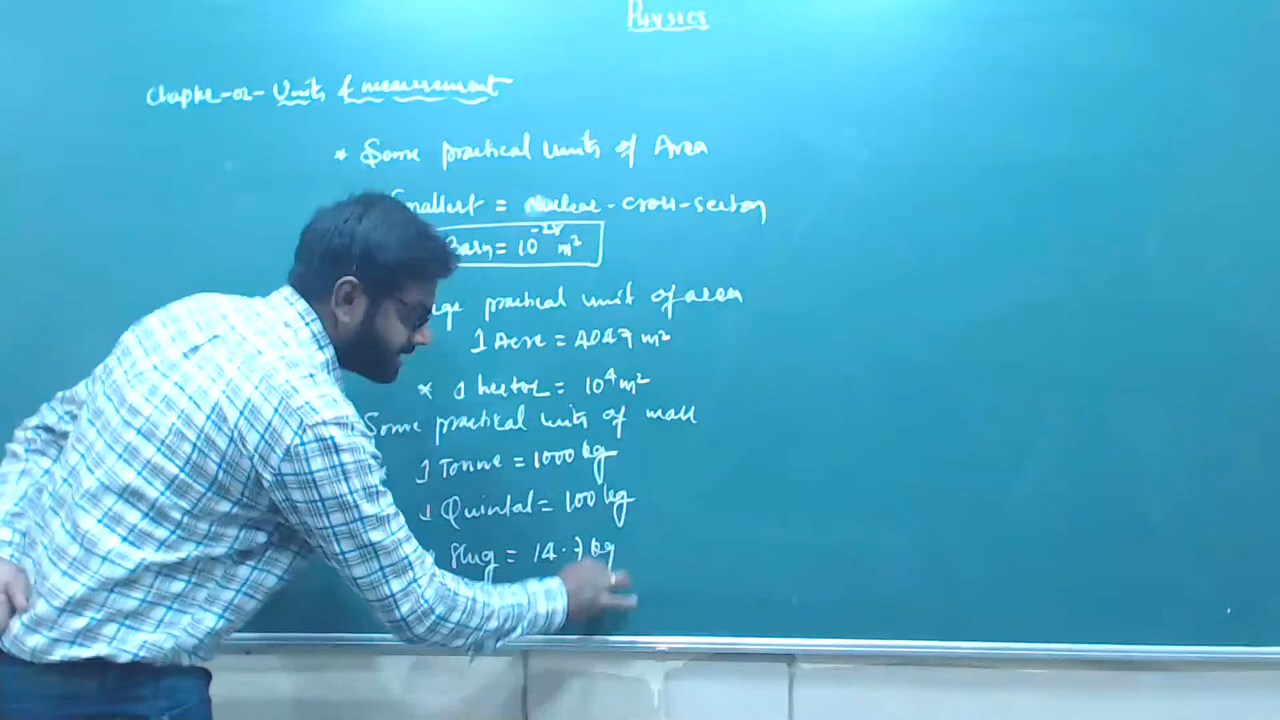 Physics
Chapter-02- Units & measurement
* Some practical units of Area
Smallest = Nuclear-cross-section
Barn = 10⁻²⁸ m²
practical unit of area
1 Acre = 4047 m²
* 1 hector = 10⁴ m²
Some practical units of mass
1 Tonne = 1000 kg
1 Quintal = 100 kg
Slug = 14.7 kg